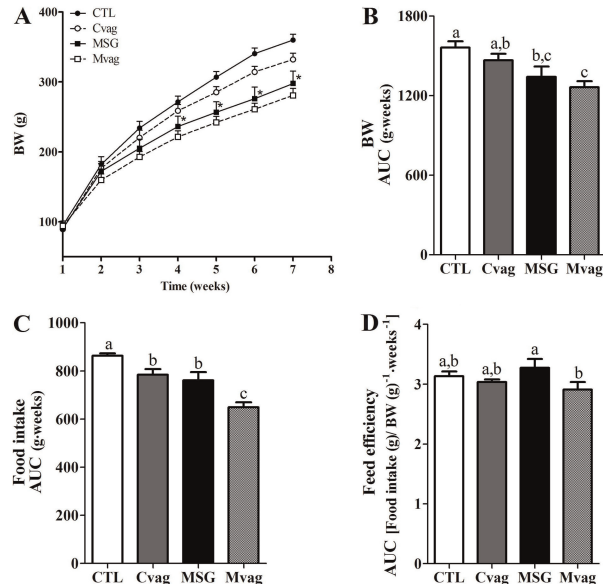 A
CTL
Cvag
MSG
Mvag
400
300
200
100
BW (g)
* * * *
1 2 3 4 5 6 7 8
Time (weeks)
B
1800
1200
600
0
BW
AUC (g·weeks)
a a,b b,c c
CTL Cvag MSG Mvag
C
1000
800
600
400
200
0
Food intake
AUC (g·weeks)
a b b c
CTL Cvag MSG Mvag
D
4
3
2
1
0
Feed efficiency
AUC [Food intake (g)/ BW (g)⁻¹·weeks⁻¹]
a,b a,b a b
CTL Cvag MSG Mvag